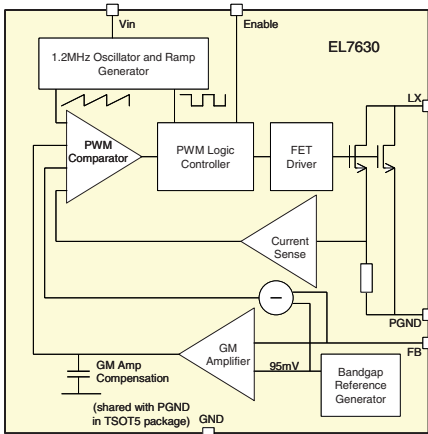 Vin
Enable
EL7630
1.2MHz Oscillator and Ramp
Generator
LX
PWM
Comparator
PWM Logic
Controller
FET
Driver
Current
Sense
–
PGND
FB
GM
Amplifier
95mV
GM Amp
Compensation
Bandgap
Reference
Generator
(shared with PGND
in TSOT5 package)
GND